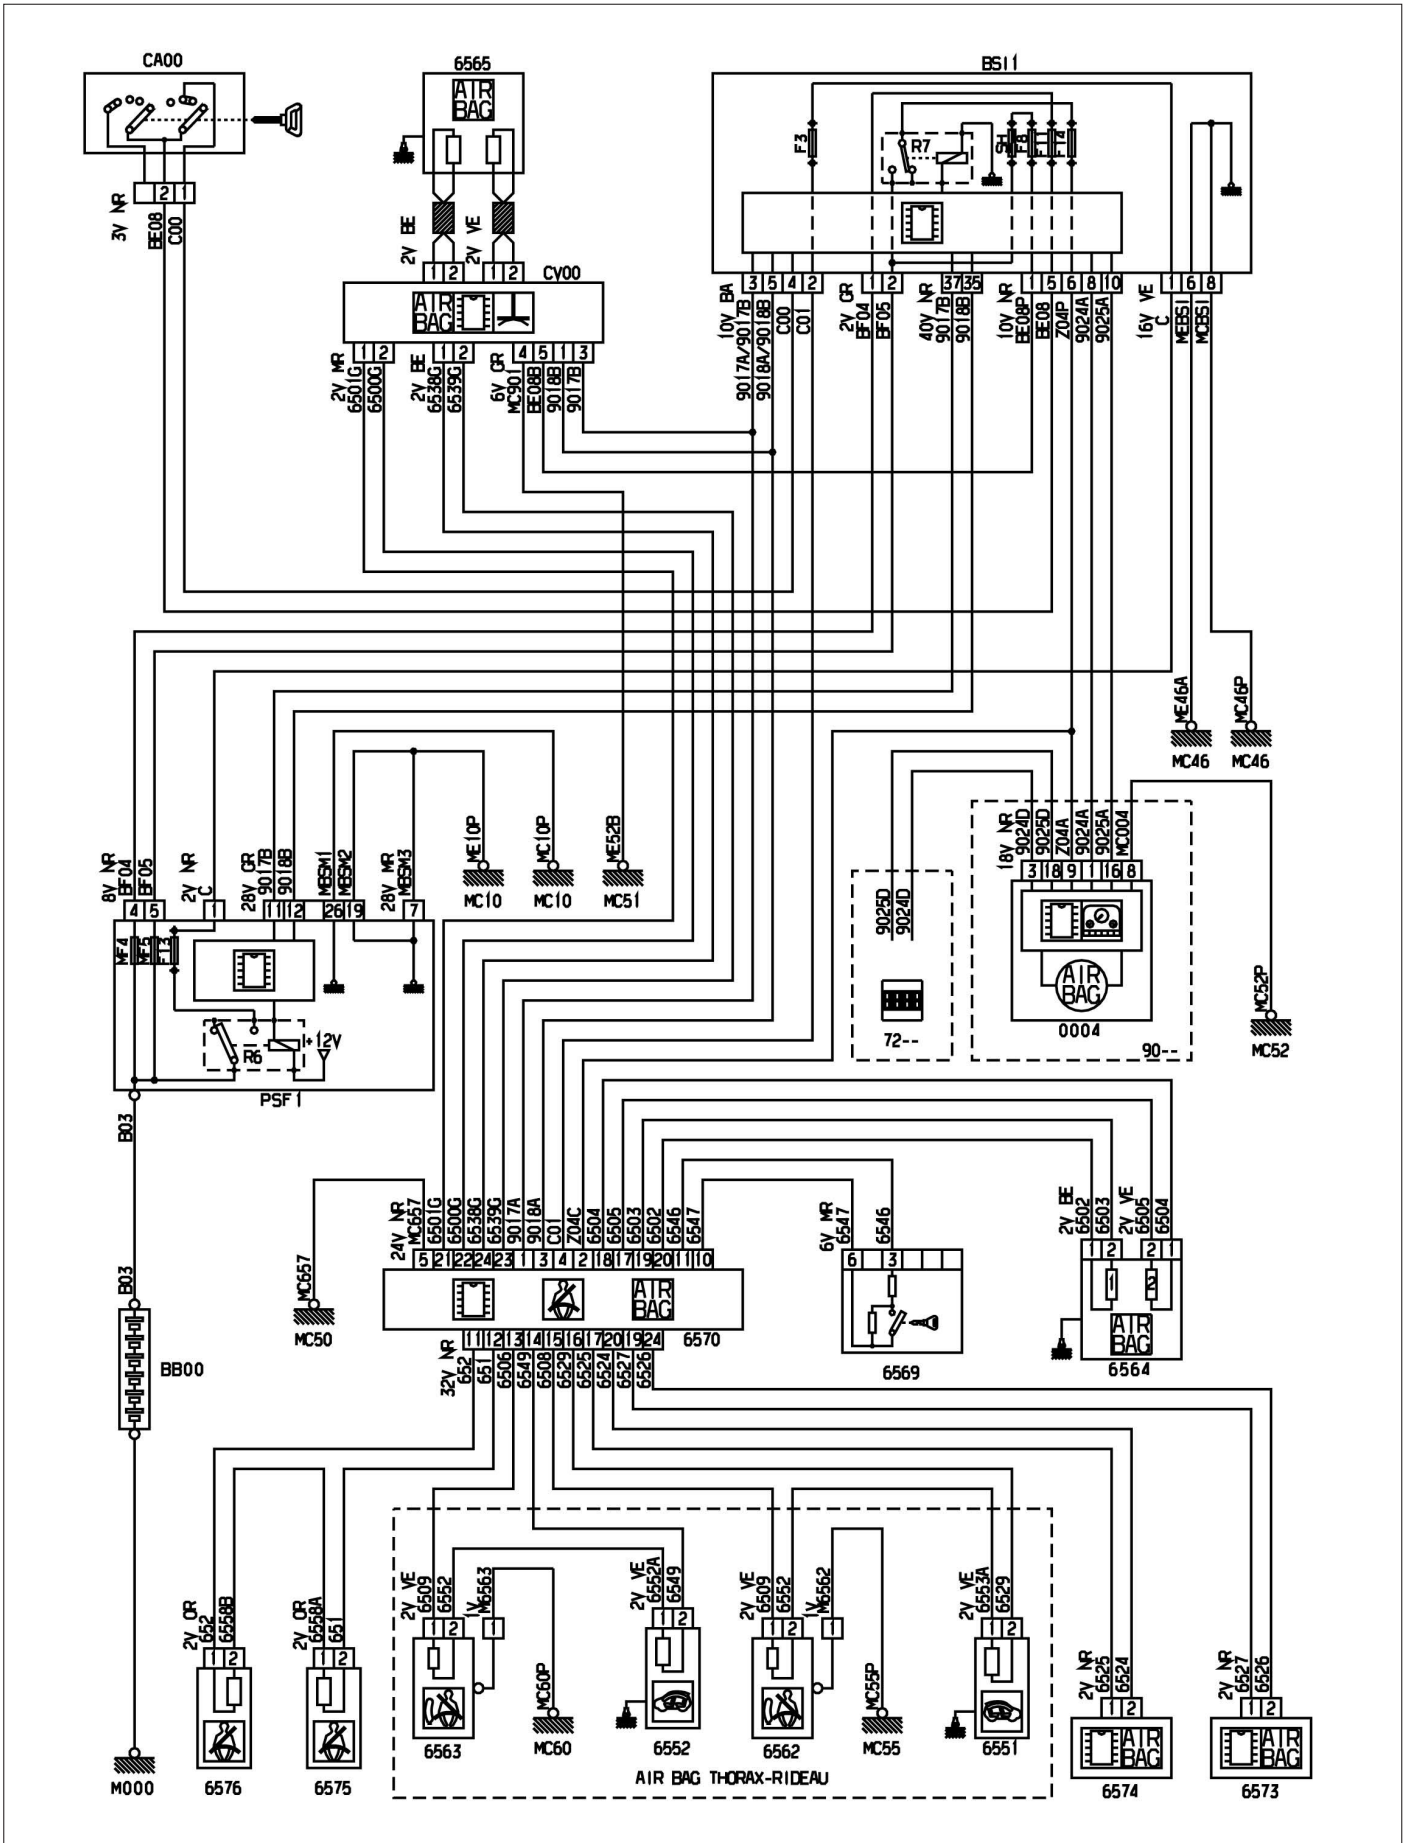 CA00
6565
BSI1
AIR
BAG
F3
R7
SH
F8
F11
F14
3V NR
2
1
BE08
C00
2V BE
2V VE
1 2
1 2
CV00
AIR
BAG
1 2
1 2
4 5 1 3
2V MR
6501G
6500G
2V BE
6538G
6539G
6V GR
MC901
BE08B
9018B
9017B
3 5 4 2
1 2
37 35
1 5 6 8 10
1 6 8
10V BA
9017A/9017B
9018A/9018B
C00
C01
2V GR
BF04
BF05
40V NR
9017B
9018B
10V NR
BE08P
BE08
Z04P
9024A
9025A
16V VE
C
MEBSI
MCBSI
ME46A
MC46P
MC46
MC46
8V NR
BF04
BF05
2V NR
C
28V GR
9017B
9018B
MBSM1
MBSM2
28V MR
MBSM3
4 5
1
11 12 26 19
7
ME10P
MC10P
ME52B
MC10
MC10
MC51
MF4
MF5
F13
R6
+12V
PSF1
9025D
9024D
72--
18V NR
9024D
9025D
Z04A
9024A
9025A
MC004
3 18 9 1 16 8
AIR
BAG
0004
90--
MC52P
MC52
B03
B03
BB00
M000
MC657
MC50
24V NR
MC657
6501G
6500G
6538G
6539G
9017A
9018A
C01
Z04C
6504
6505
6503
6502
6546
6547
5 21 22 24 23 1 3 4 2 18 17 19 20 11 10
AIR
BAG
6570
11 12 13 14 15 16 17 20 19 24
32V NR
652
651
6506
6549
6508
6529
6525
6524
6527
6526
6V MR
6547
6546
6
3
6569
2V BE
6502
6503
2V VE
6505
6504
1 2
2 1
1
2
AIR
BAG
6564
2V OR
652
6558B
1 2
6576
2V OR
6558A
651
1 2
6575
2V VE
6509
6552
1 2
1V
M6563
1
6563
MC60P
MC60
2V VE
6552A
6549
1 2
6552
2V VE
6509
6552
1 2
1V
M6562
1
6562
MC55P
MC55
2V VE
6553A
6529
1 2
6551
AIR BAG THORAX-RIDEAU
2V NR
6525
6524
1 2
AIR
BAG
6574
2V NR
6527
6526
1 2
AIR
BAG
6573